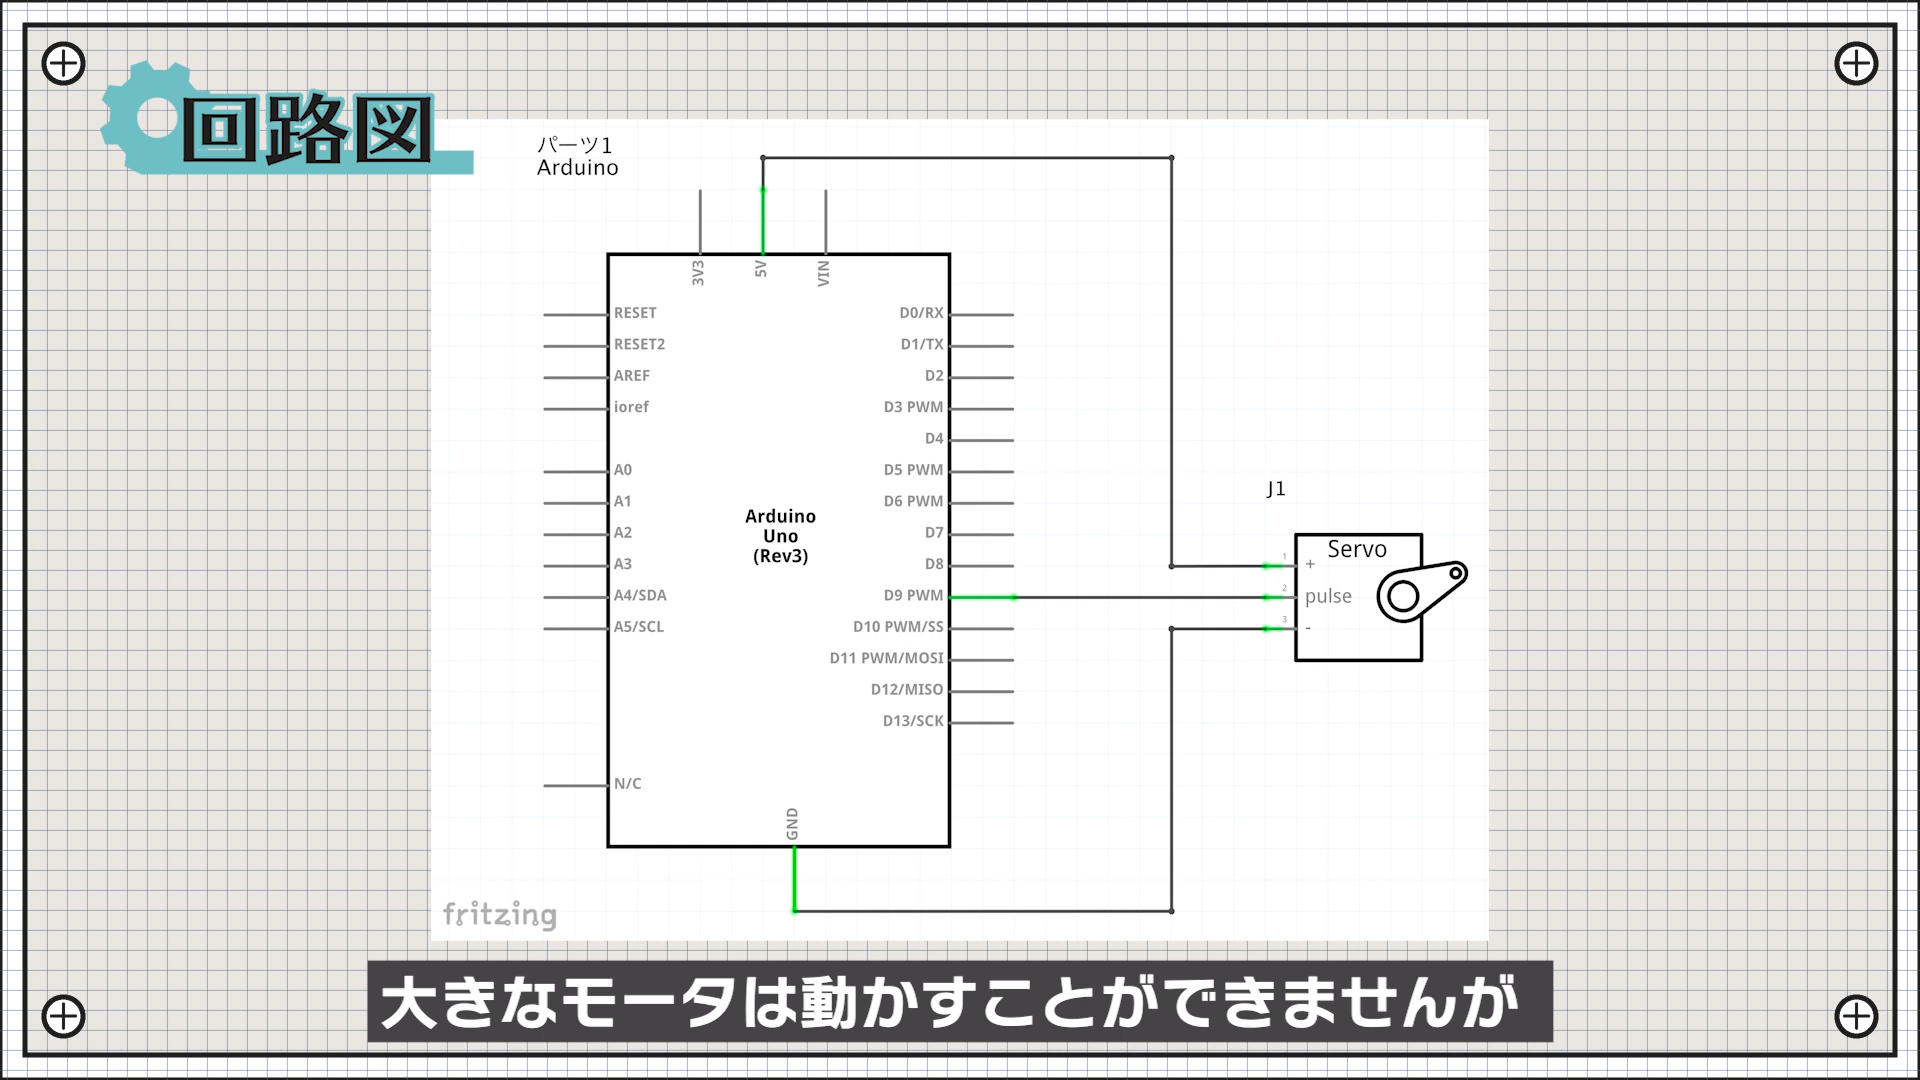 回路図
パーツ1
Arduino
3V3
5V
VIN
RESET
RESET2
AREF
ioref
A0
A1
A2
A3
A4/SDA
A5/SCL
N/C
Arduino
Uno
(Rev3)
D0/RX
D1/TX
D2
D3 PWM
D4
D5 PWM
D6 PWM
D7
D8
D9 PWM
D10 PWM/SS
D11 PWM/MOSI
D12/MISO
D13/SCK
GND
J1
Servo
1
+
2
pulse
3
-
fritzing
大きなモータは動かすことができませんが